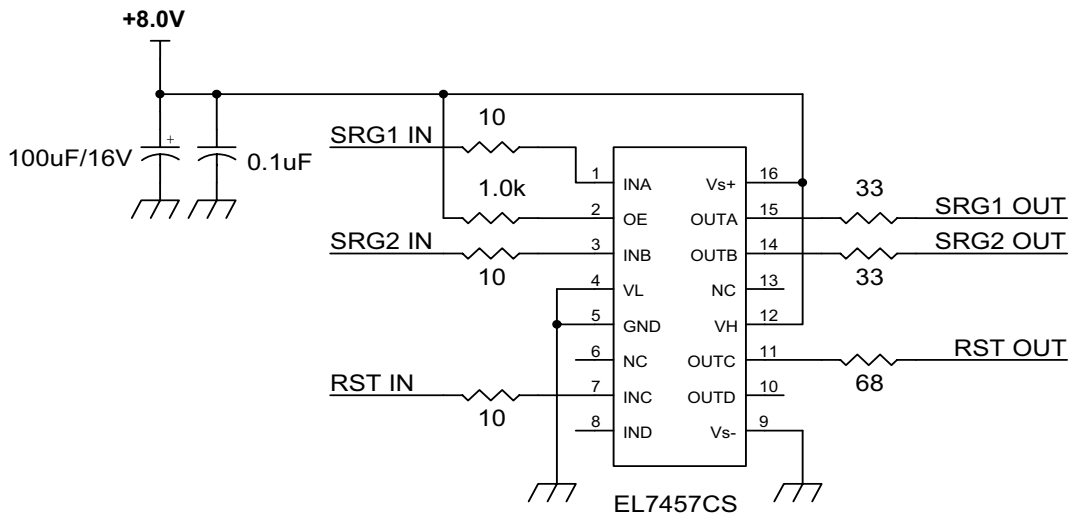 +8.0V
100uF/16V
+
0.1uF
SRG1 IN
10
1.0k
SRG2 IN
10
RST IN
10
1 INA Vs+ 16
2 OE OUTA 15
3 INB OUTB 14
4 VL NC 13
5 GND VH 12
6 NC OUTC 11
7 INC OUTD 10
8 IND Vs- 9
33
SRG1 OUT
SRG2 OUT
33
RST OUT
68
EL7457CS